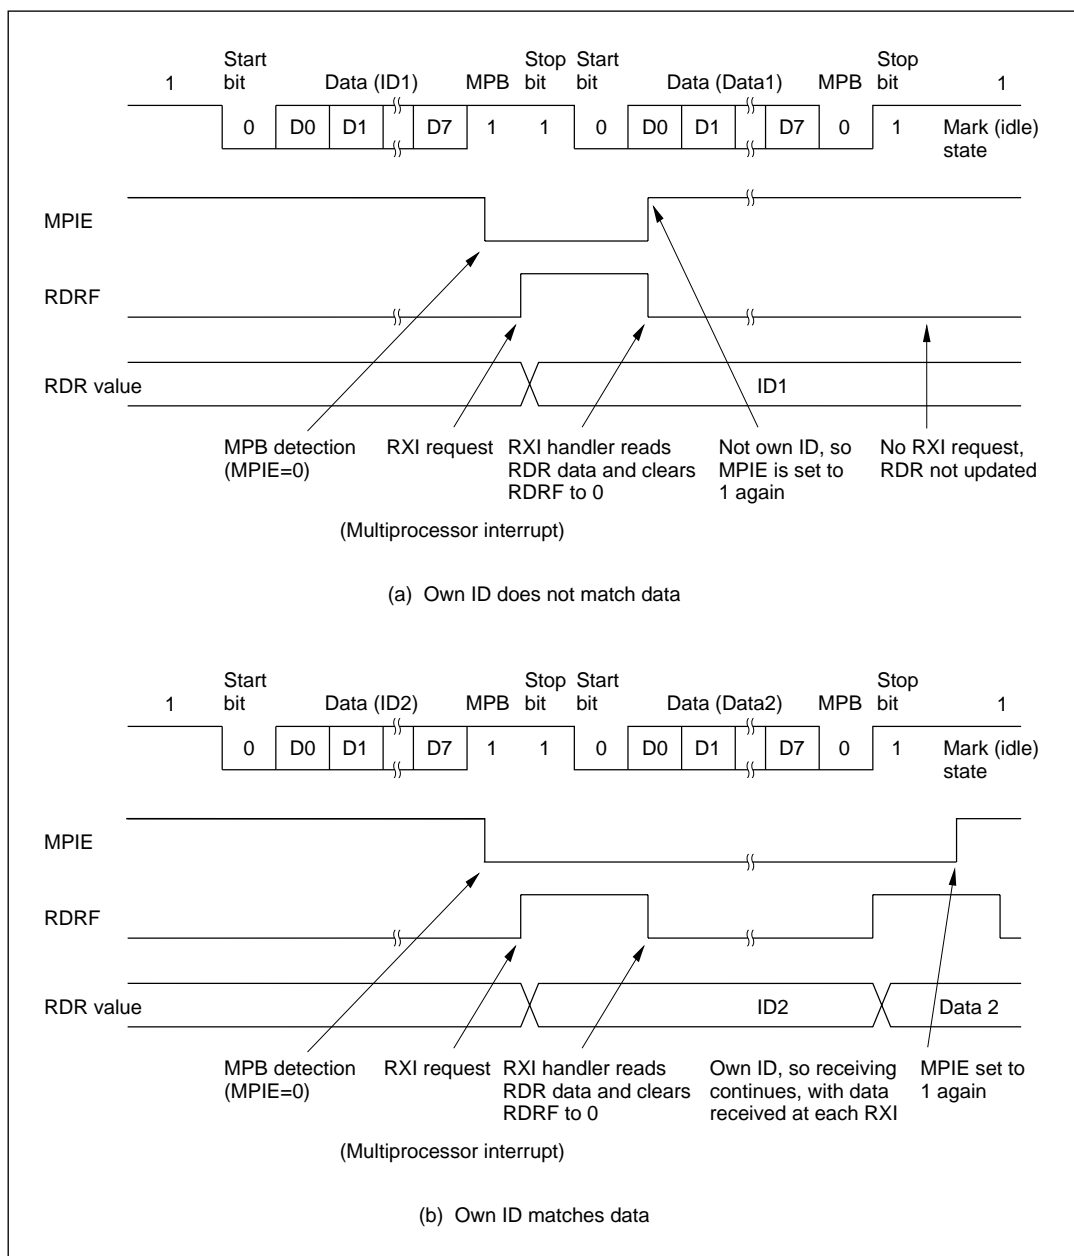 Start Stop Start Stop
1 bit Data (ID1) MPB bit bit Data (Data1) MPB bit 1
0 D0 D1 D7 1 1 0 D0 D1 D7 0 1 Mark (idle)
state
MPIE
RDRF
RDR value ID1
MPB detection RXI request RXI handler reads Not own ID, so No RXI request,
(MPIE=0) RDR data and clears MPIE is set to RDR not updated
RDRF to 0 1 again
(Multiprocessor interrupt)
(a) Own ID does not match data
Start Stop Start Stop
1 bit Data (ID2) MPB bit bit Data (Data2) MPB bit 1
0 D0 D1 D7 1 1 0 D0 D1 D7 0 1 Mark (idle)
state
MPIE
RDRF
RDR value ID2 Data 2
MPB detection RXI request RXI handler reads Own ID, so receiving MPIE set to
(MPIE=0) RDR data and clears continues, with data 1 again
RDRF to 0 received at each RXI
(Multiprocessor interrupt)
(b) Own ID matches data